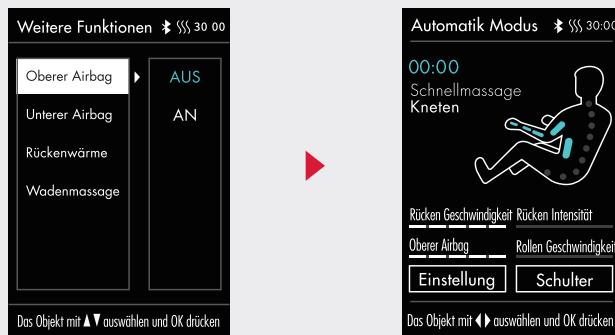 Weitere Funktionen 30 00
Oberer Airbag AUS
Unterer Airbag AN
Rückenwärme
Wadenmassage
Das Objekt mit ▲▼ auswählen und OK drücken
Automatik Modus 30:00
00:00
Schnellmassage
Kneten
Rücken Geschwindigkeit Rücken Intensität
Oberer Airbag Rollen Geschwindigkeit
Einstellung Schulter
Das Objekt mit ◀▶ auswählen und OK drücken